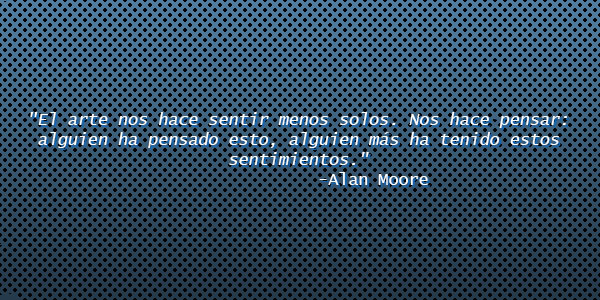 "El arte nos hace sentir menos solos. Nos hace pensar:
alguien ha pensado esto, alguien más ha tenido estos
sentimientos."
-Alan Moore